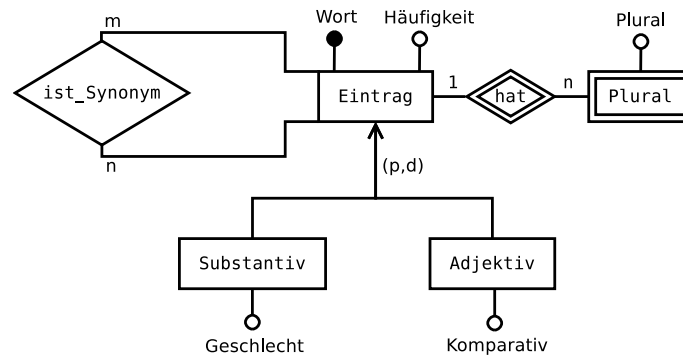 m
Wort
Häufigkeit
Plural
ist_Synonym
Eintrag
1
hat
n
Plural
n
(p,d)
Substantiv
Adjektiv
Geschlecht
Komparativ